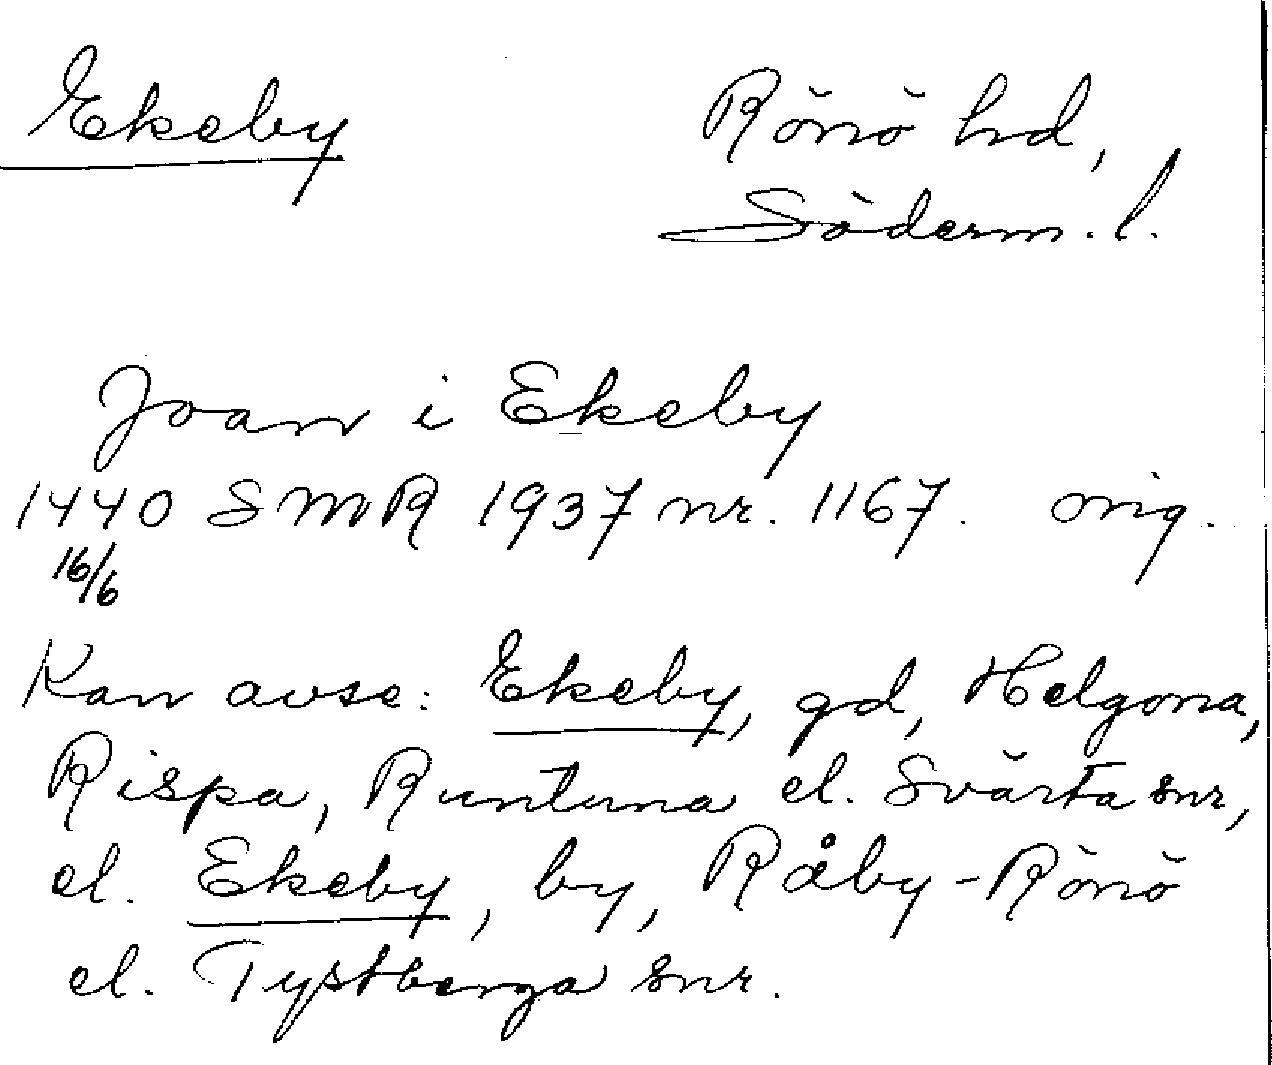 Ekeby
Rönö hd,
Söderm. l.
Joan i Ekeby
1440 SMR 1937 nr. 1167. orig.
16/6
Kan avse: Ekeby, gd, Helgona,
Rispa, Runtuna el. Svärta snr,
el. Ekeby, by, Råby-Rönö
el. Tystberga snr.